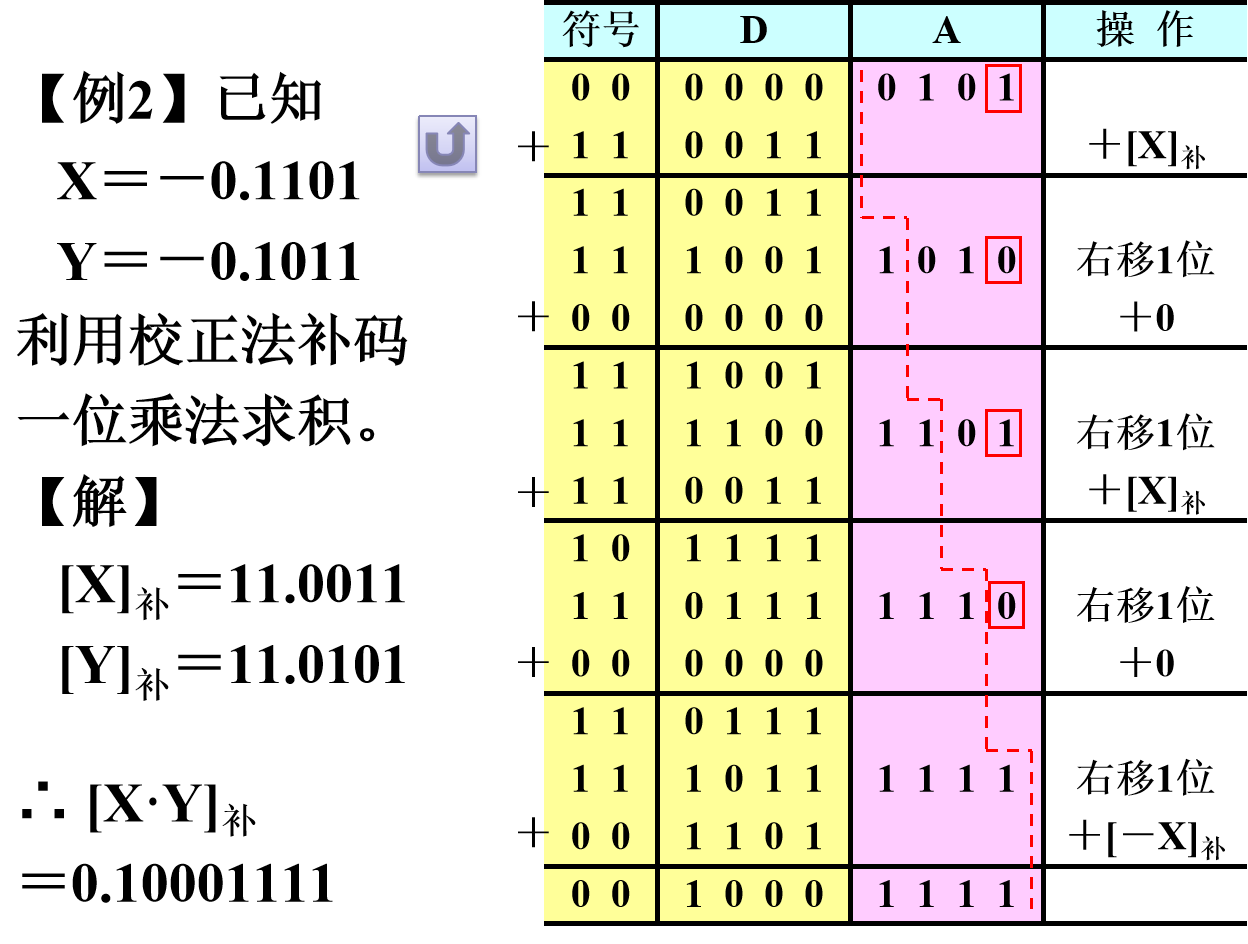 【例2】已知
X＝－0.1101
Y＝－0.1011
利用校正法补码
一位乘法求积。
【解】
[X]补＝11.0011
[Y]补＝11.0101
∴ [X·Y]补
＝0.10001111
符号 D A 操 作
0 0 0 0 0 0 0 1 0 1
＋ 1 1 0 0 1 1 ＋[X]补
1 1 0 0 1 1
1 1 1 0 0 1 1 0 1 0 右移1位
＋ 0 0 0 0 0 0 ＋0
1 1 1 0 0 1
1 1 1 1 0 0 1 1 0 1 右移1位
＋ 1 1 0 0 1 1 ＋[X]补
1 0 1 1 1 1
1 1 0 1 1 1 1 1 1 0 右移1位
＋ 0 0 0 0 0 0 ＋0
1 1 0 1 1 1
1 1 1 0 1 1 1 1 1 1 右移1位
＋ 0 0 1 1 0 1 ＋[－X]补
0 0 1 0 0 0 1 1 1 1